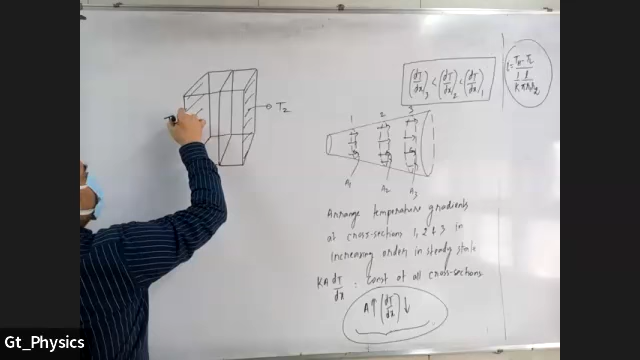 T₂
(dT/dx)₃ < (dT/dx)₂ < (dT/dx)₁
1 2 3
A₁ A₂ A₃
Arrange temperature gradients
at cross-sections 1, 2 & 3 in
increasing order in steady state
KA dT/dx : const at all cross-sections
A↑ (dT/dx)↓
Gt_Physics